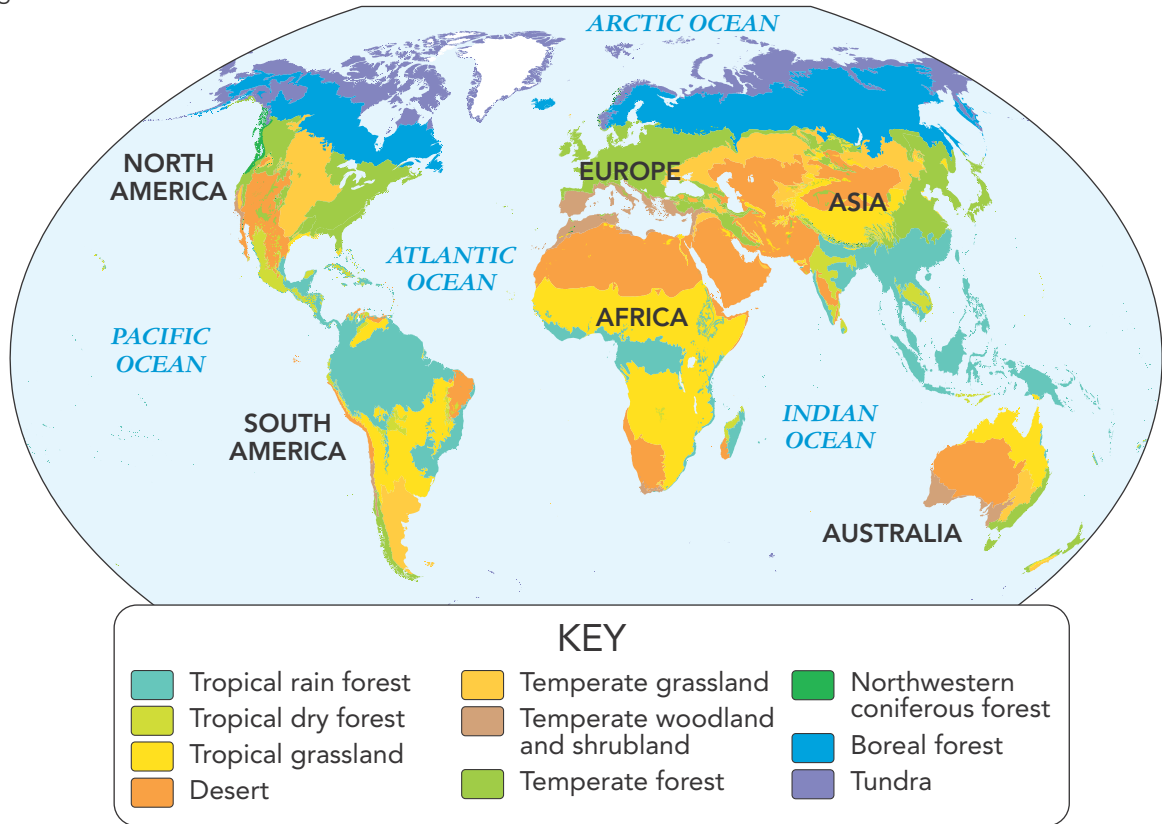 ARCTIC OCEAN
NORTH
AMERICA
EUROPE
ASIA
ATLANTIC
OCEAN
AFRICA
PACIFIC
OCEAN
SOUTH
AMERICA
INDIAN
OCEAN
AUSTRALIA
KEY
Tropical rain forest
Tropical dry forest
Tropical grassland
Desert
Temperate grassland
Temperate woodland
and shrubland
Temperate forest
Northwestern
coniferous forest
Boreal forest
Tundra